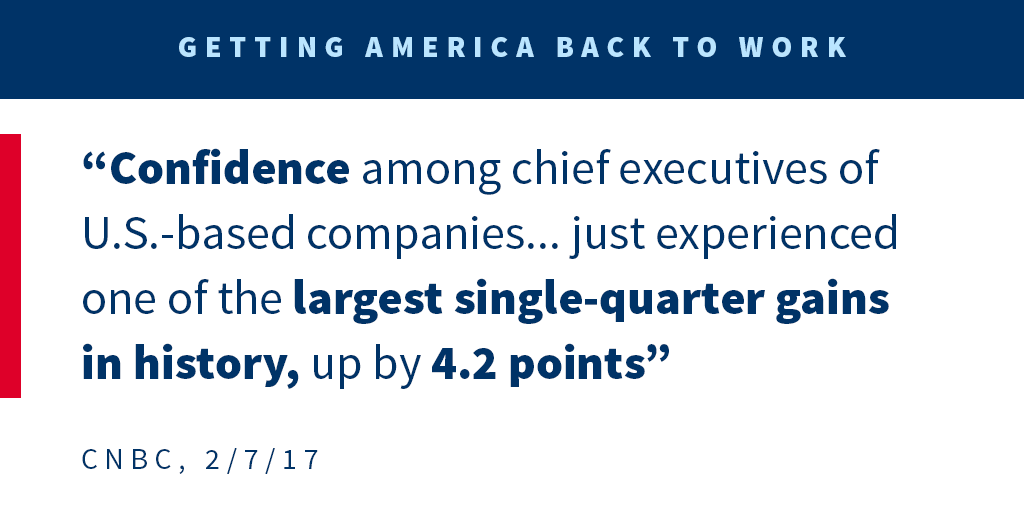 GETTING AMERICA BACK TO WORK
“Confidence among chief executives of
U.S.-based companies... just experienced
one of the largest single-quarter gains
in history, up by 4.2 points”
CNBC, 2/7/17